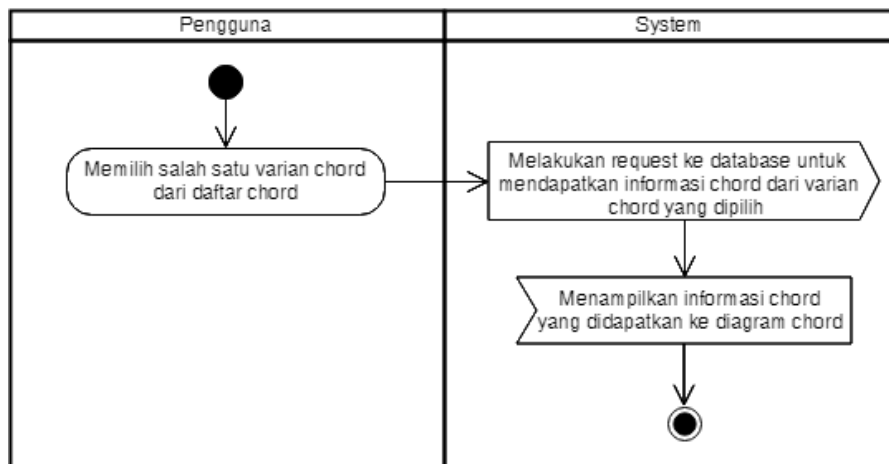 Pengguna
System
Memilih salah satu varian chord
dari daftar chord
Melakukan request ke database untuk
mendapatkan informasi chord dari varian
chord yang dipilih
Menampilkan informasi chord
yang didapatkan ke diagram chord